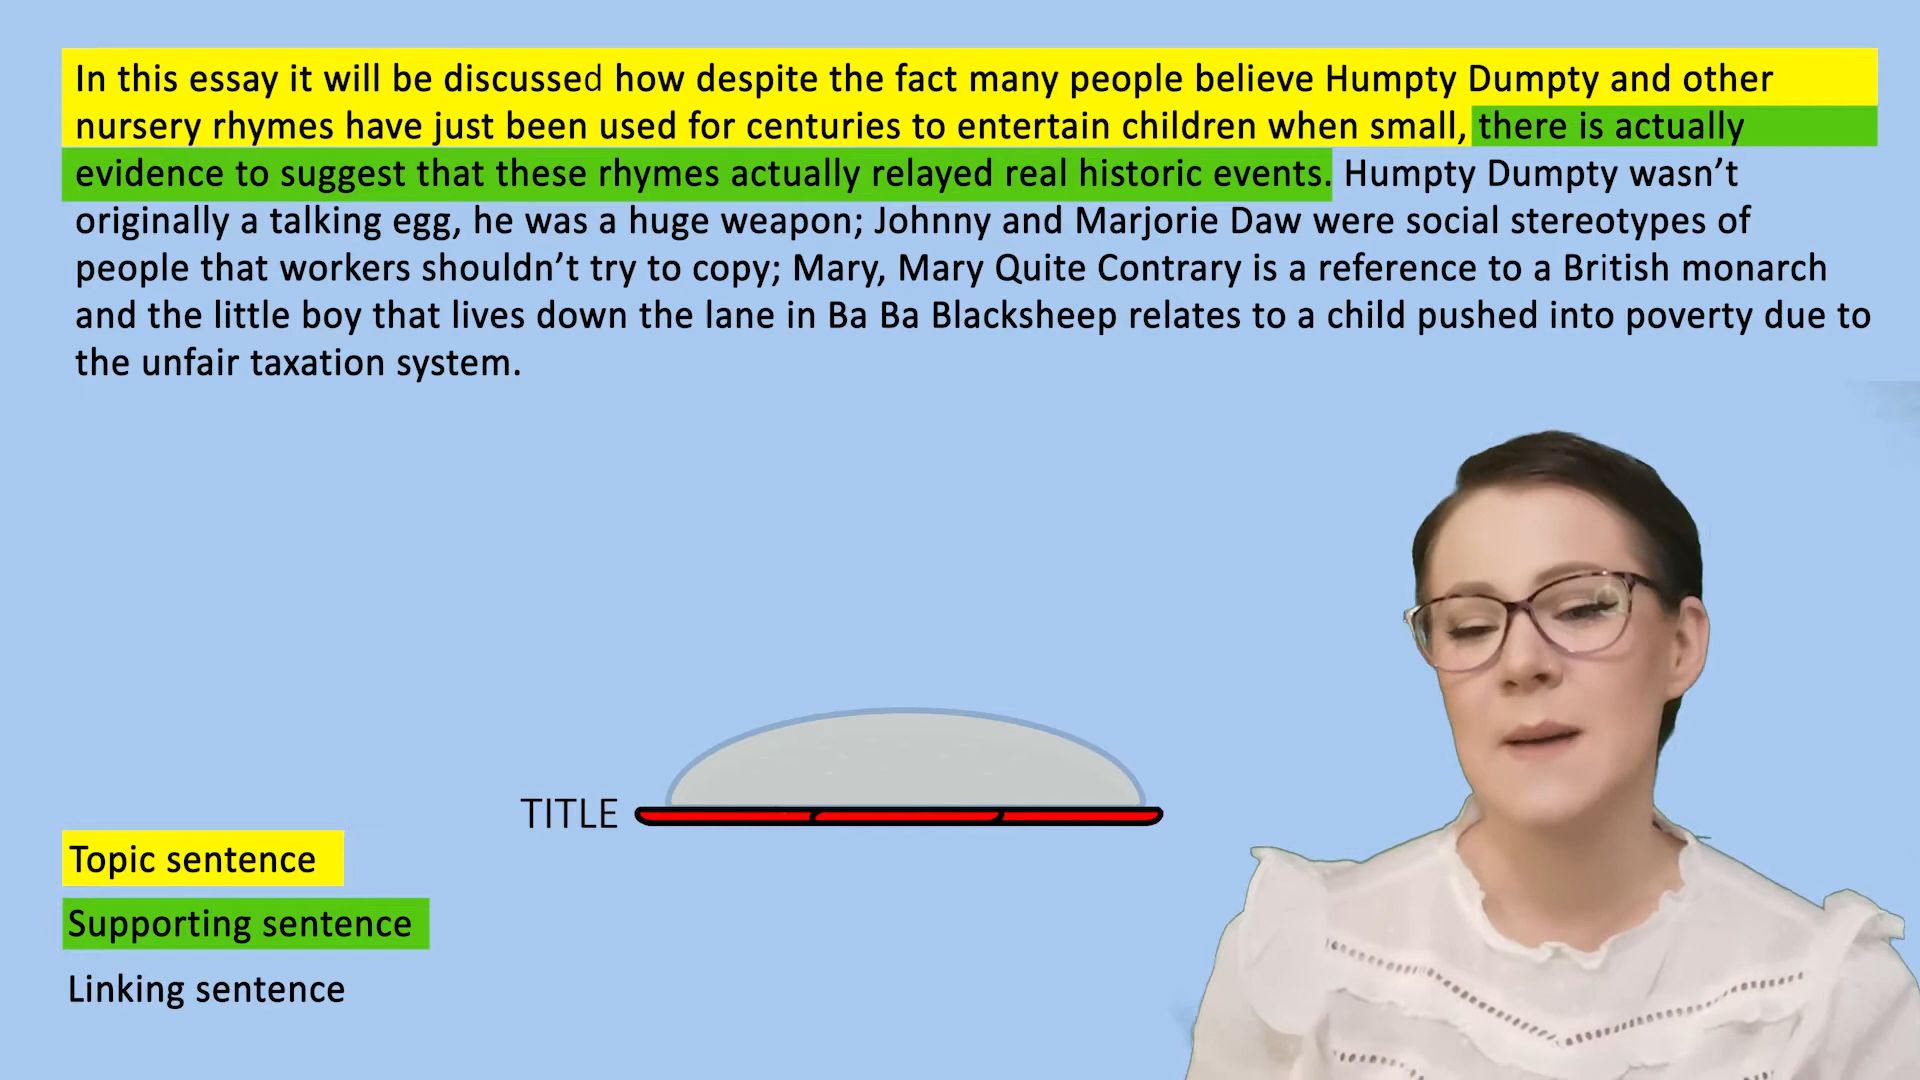 In this essay it will be discussed how despite the fact many people believe Humpty Dumpty and other
nursery rhymes have just been used for centuries to entertain children when small, there is actually
evidence to suggest that these rhymes actually relayed real historic events. Humpty Dumpty wasn’t
originally a talking egg, he was a huge weapon; Johnny and Marjorie Daw were social stereotypes of
people that workers shouldn’t try to copy; Mary, Mary Quite Contrary is a reference to a British monarch
and the little boy that lives down the lane in Ba Ba Blacksheep relates to a child pushed into poverty due to
the unfair taxation system.
TITLE
Topic sentence
Supporting sentence
Linking sentence